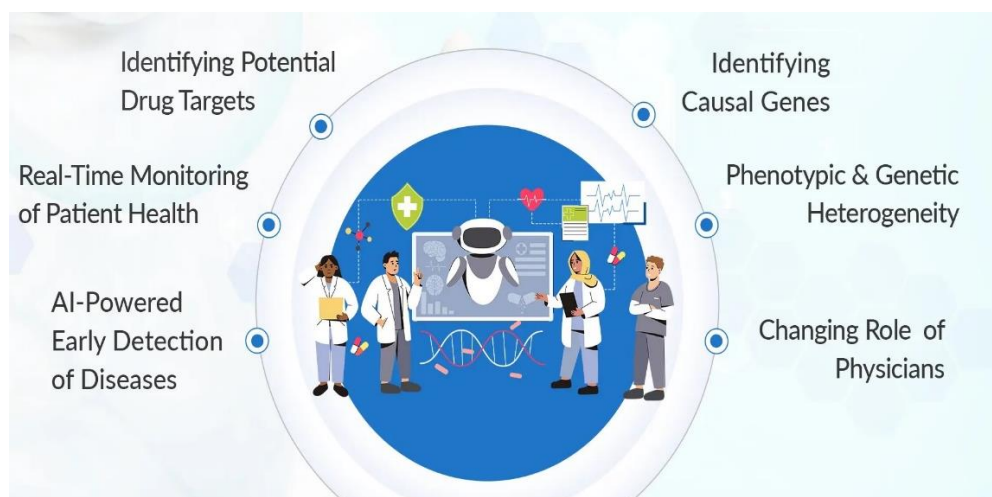 Identifying Potential
Drug Targets
Real-Time Monitoring
of Patient Health
AI-Powered
Early Detection
of Diseases
Identifying
Causal Genes
Phenotypic & Genetic
Heterogeneity
Changing Role of
Physicians